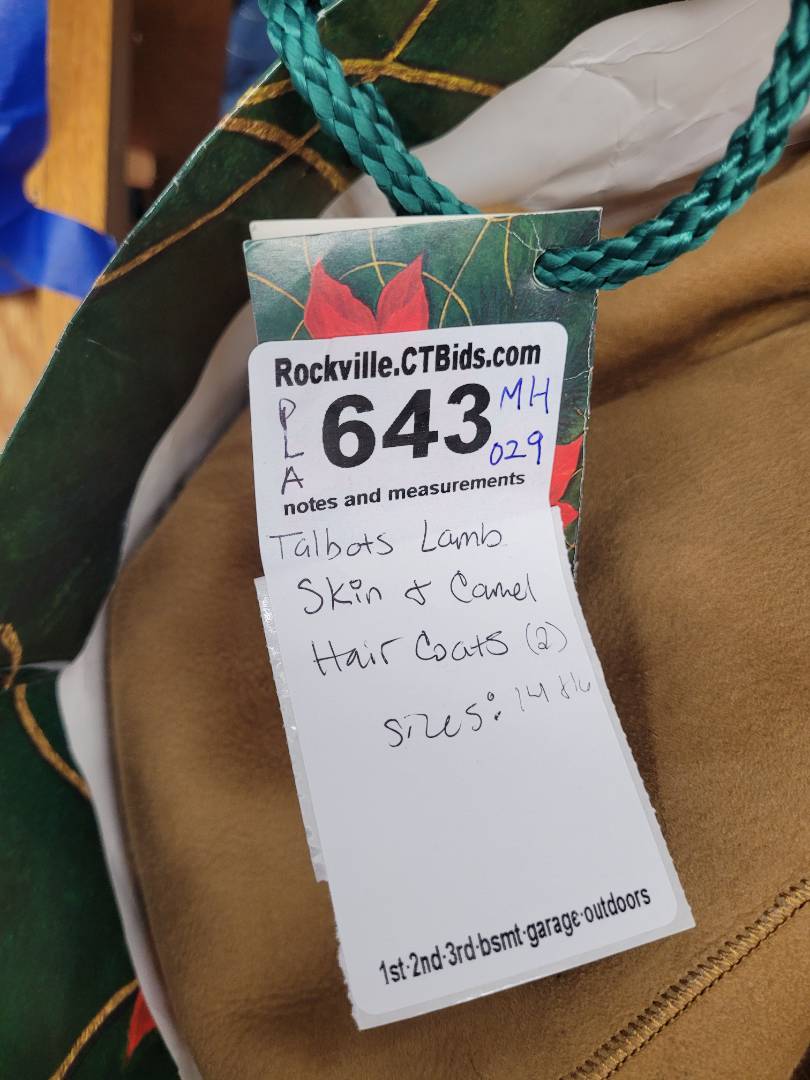 Rockville.CTBids.com
PLA 643 MH
029
notes and measurements
Talbots Lamb
Skin & Camel
Hair Coats (2)
sizes: 14 & 16
1st·2nd·3rd·bsmt·garage·outdoors